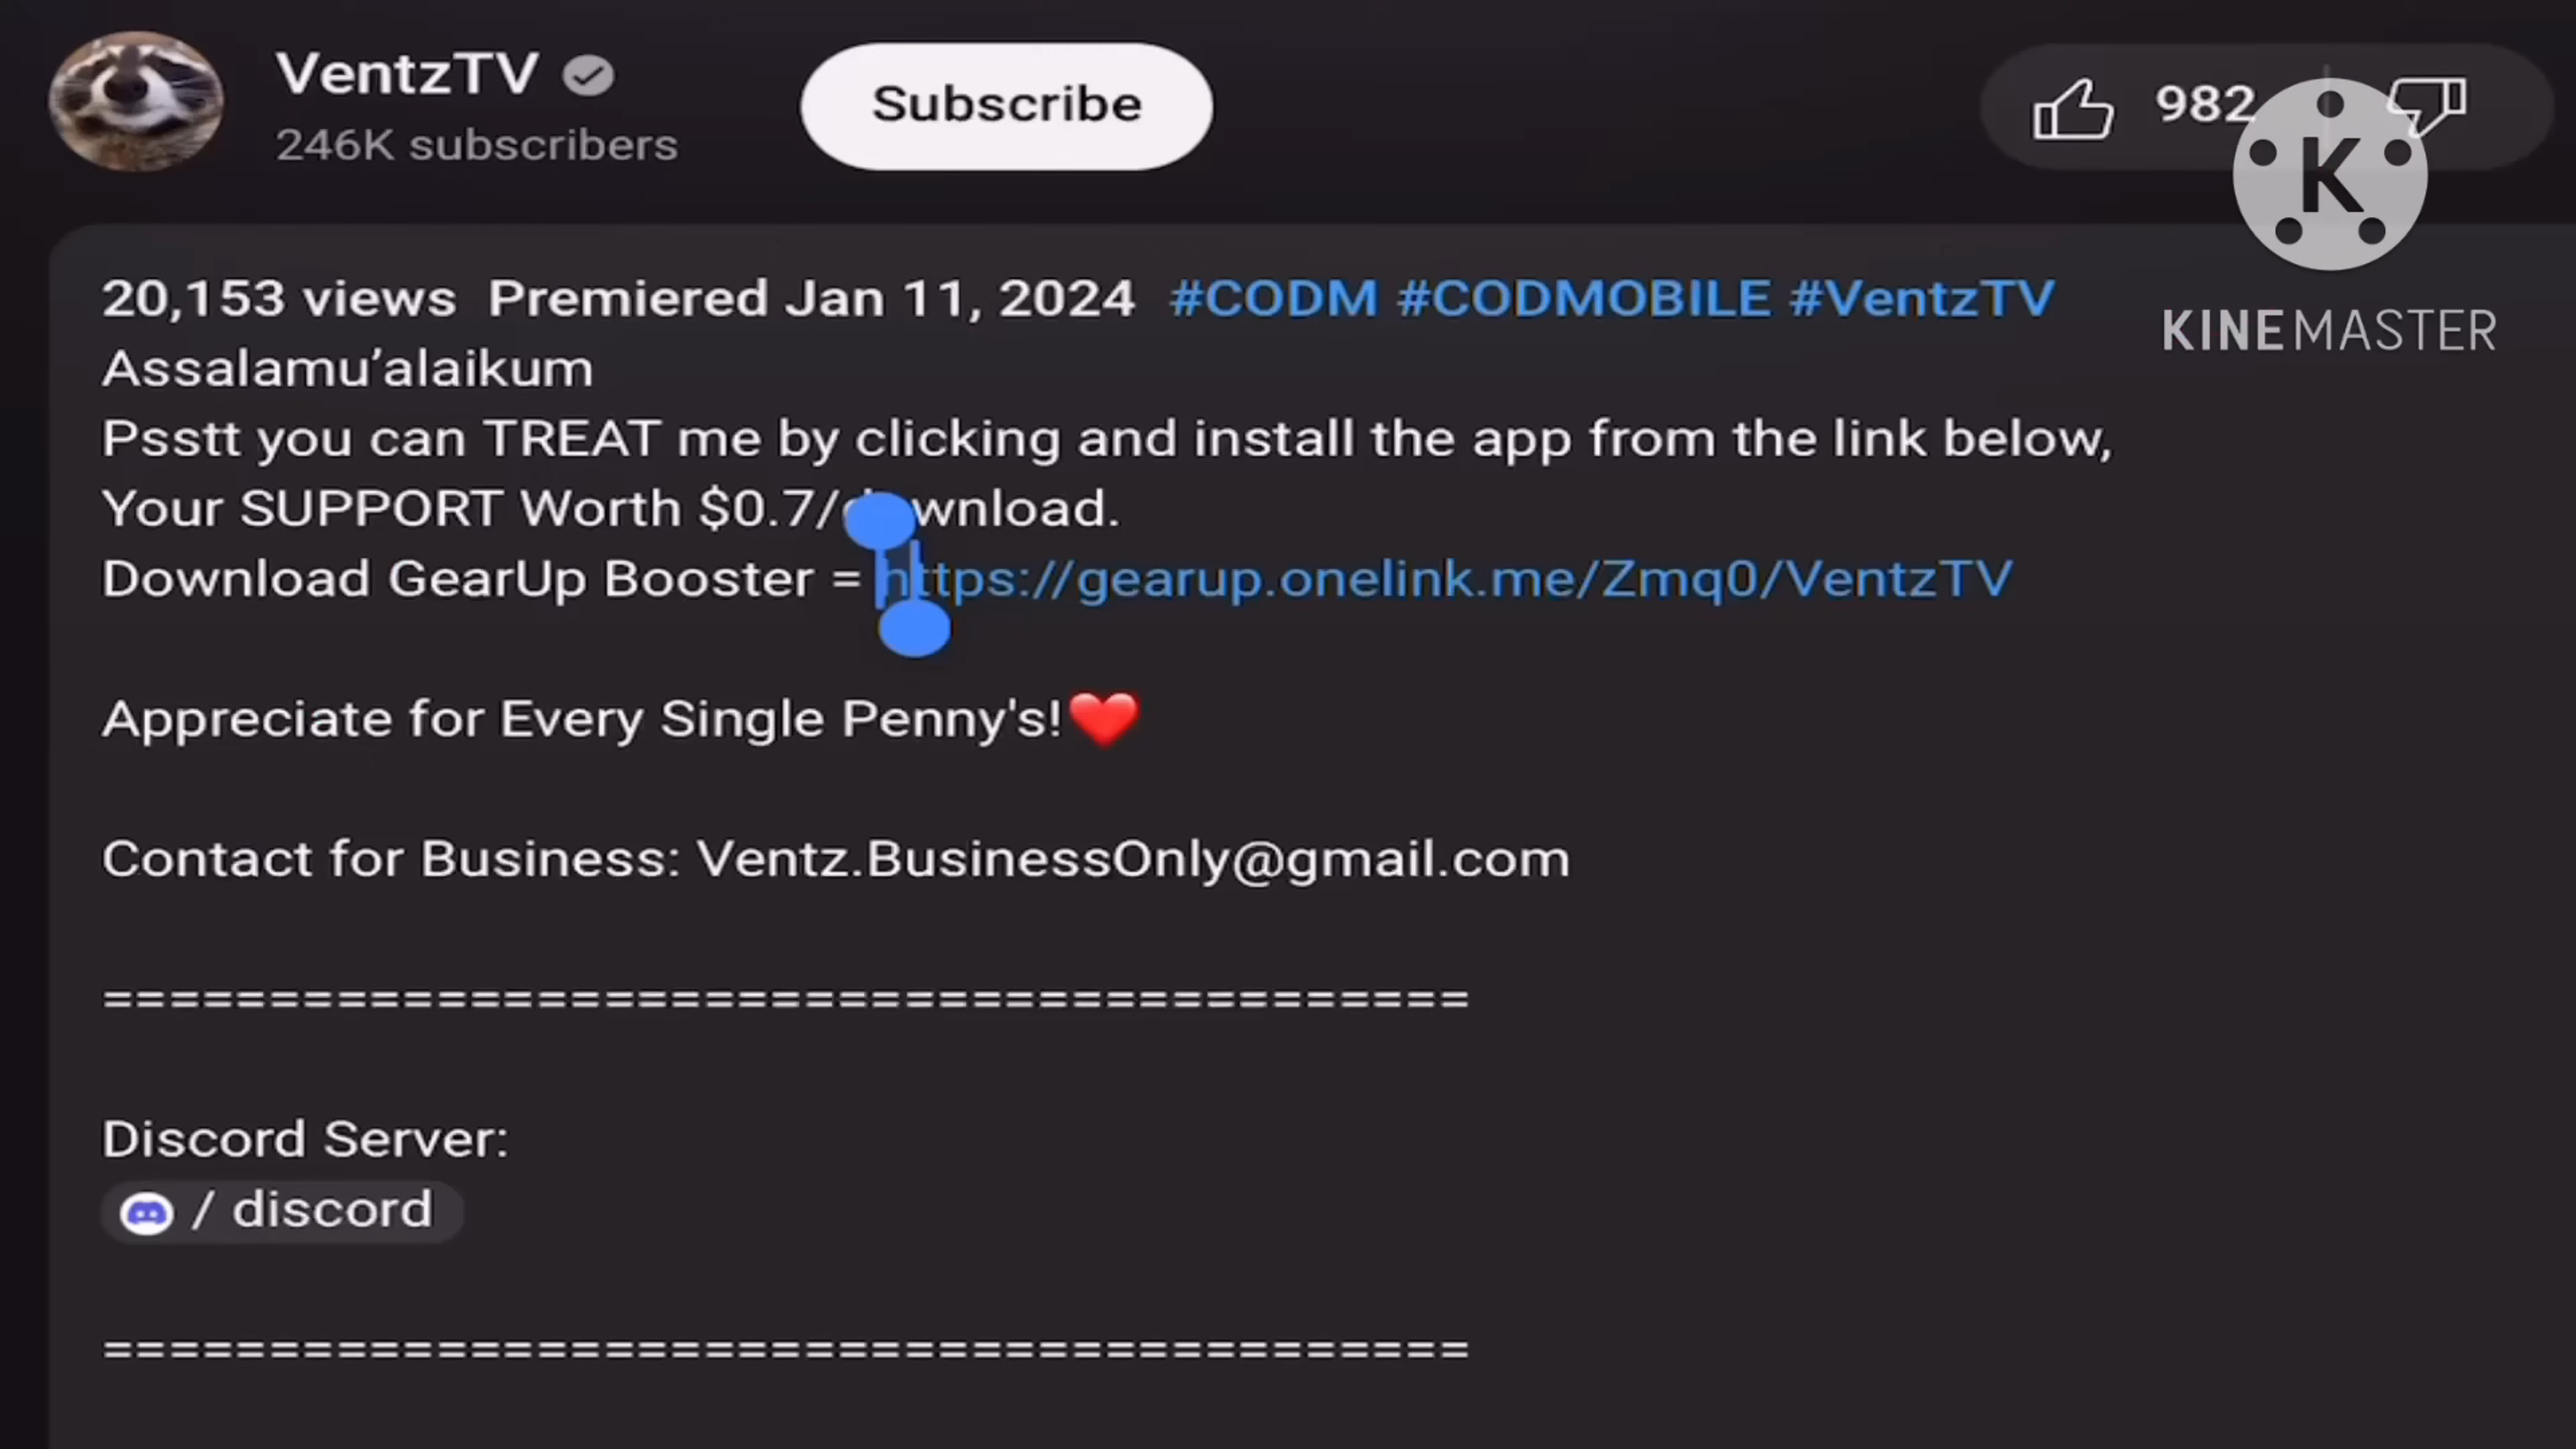 VentzTV
246K subscribers
Subscribe
982
K
KINEMASTER
20,153 views Premiered Jan 11, 2024 #CODM #CODMOBILE #VentzTV
Assalamu’alaikum
Psstt you can TREAT me by clicking and install the app from the link below,
Your SUPPORT Worth $0.7/download.
Download GearUp Booster = https://gearup.onelink.me/Zmq0/VentzTV
Appreciate for Every Single Penny's!❤️
Contact for Business: Ventz.BusinessOnly@gmail.com
=========================================
Discord Server:
/ discord
=========================================